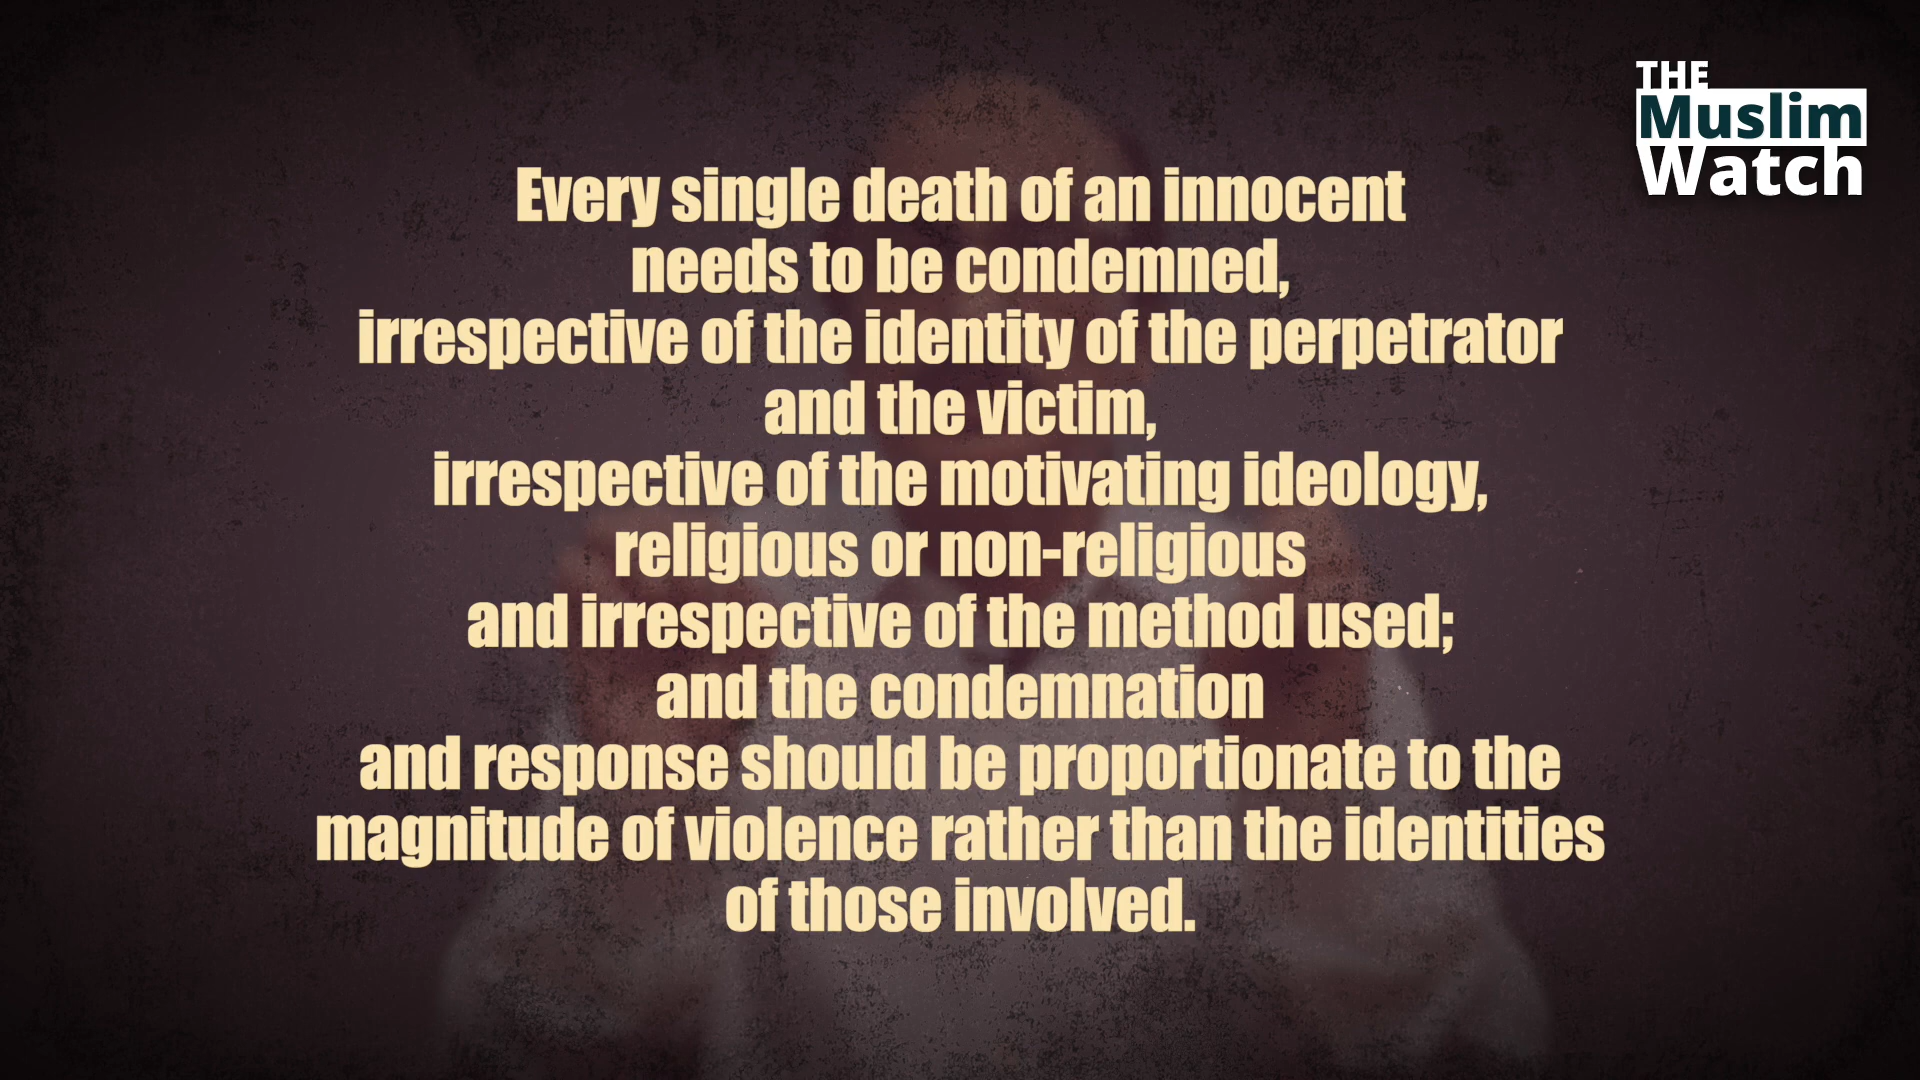 THE
Muslim
Watch
Every single death of an innocent
needs to be condemned,
irrespective of the identity of the perpetrator
and the victim,
irrespective of the motivating ideology,
religious or non-religious
and irrespective of the method used;
and the condemnation
and response should be proportionate to the
magnitude of violence rather than the identities
of those involved.